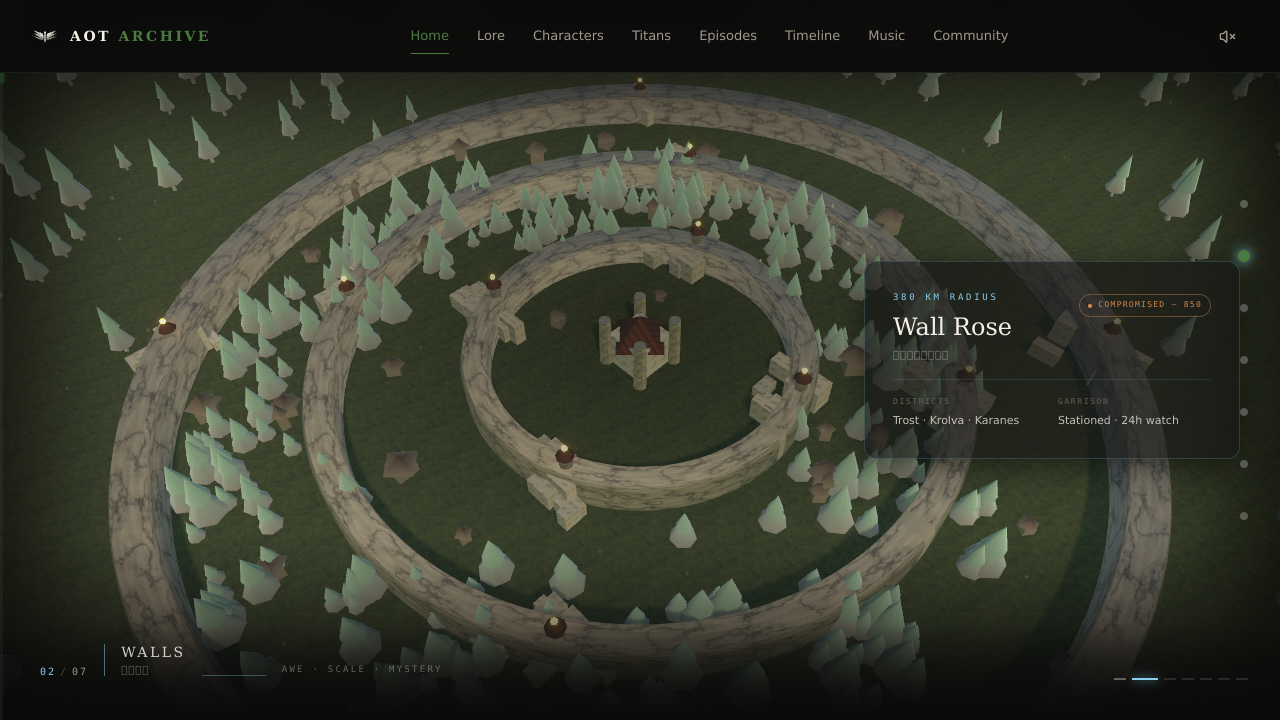 AOT ARCHIVE
Home
Lore
Characters
Titans
Episodes
Timeline
Music
Community
380 KM RADIUS
COMPROMISED — 850
Wall Rose
DISTRICTS
Trost · Krolva · Karanes
GARRISON
Stationed · 24h watch
02 / 07
WALLS
AWE · SCALE · MYSTERY